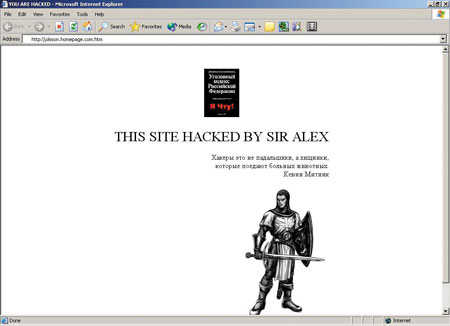 YOU ARE HACKED - Microsoft Internet Explorer
File Edit View Favorites Tools Help
Back Search Favorites Media
Address http://jolsson.homepage.com.htm
Уголовный
кодекс
Российской
Федерации
Я Чту!
THIS SITE HACKED BY SIR ALEX
Хакеры это не падальщики, а хищники,
которые поедают больных животных.
Кевин Митник
Done Internet